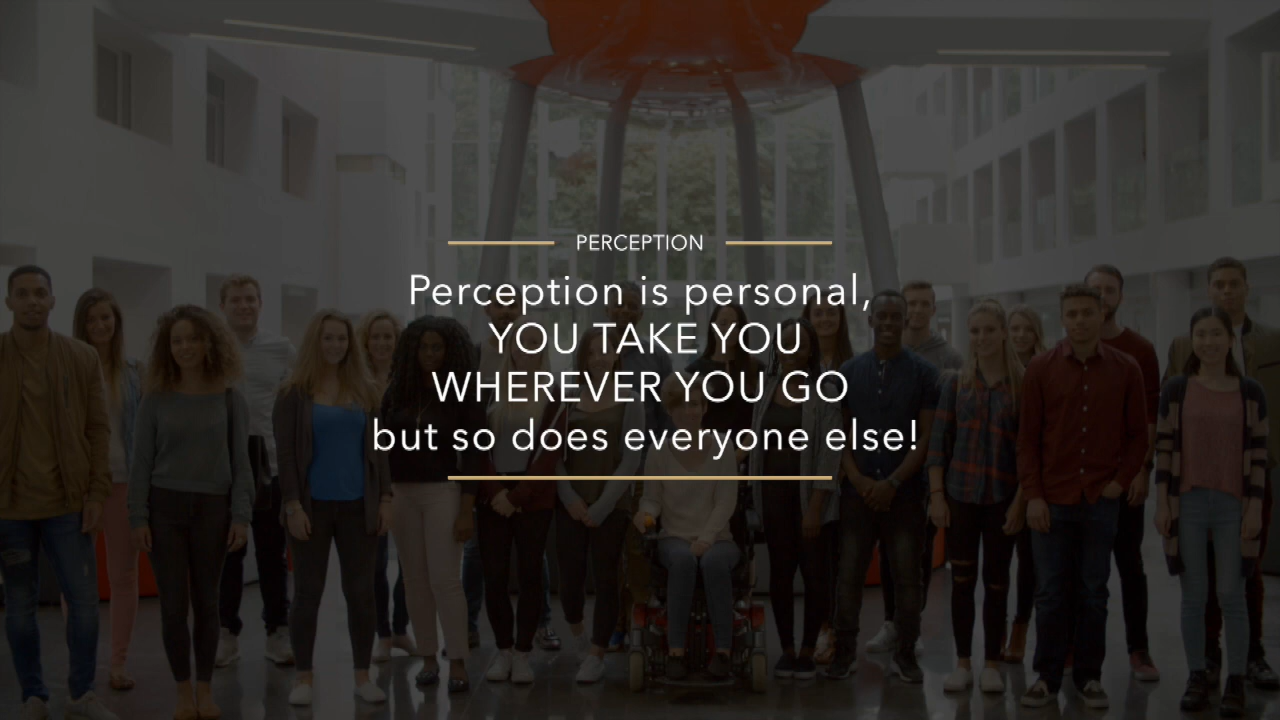 PERCEPTION
Perception is personal,
YOU TAKE YOU
WHEREVER YOU GO
but so does everyone else!